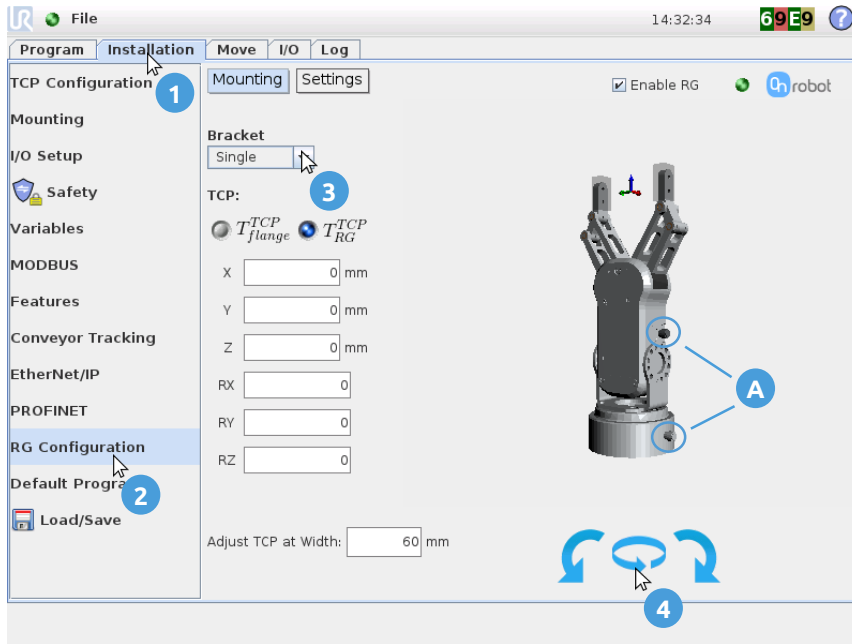 File 14:32:34 69E9 ?
Program Installation Move I/O Log
TCP Configuration
1
Mounting
I/O Setup
Safety
Variables
MODBUS
Features
Conveyor Tracking
EtherNet/IP
PROFINET
RG Configuration
2
Default Progra
Load/Save
Mounting Settings
Enable RG
On robot
Bracket
Single
3
TCP:
T^{TCP}_{flange} T^{TCP}_{RG}
X 0 mm
Y 0 mm
Z 0 mm
RX 0
RY 0
RZ 0
Adjust TCP at Width: 60 mm
A
4